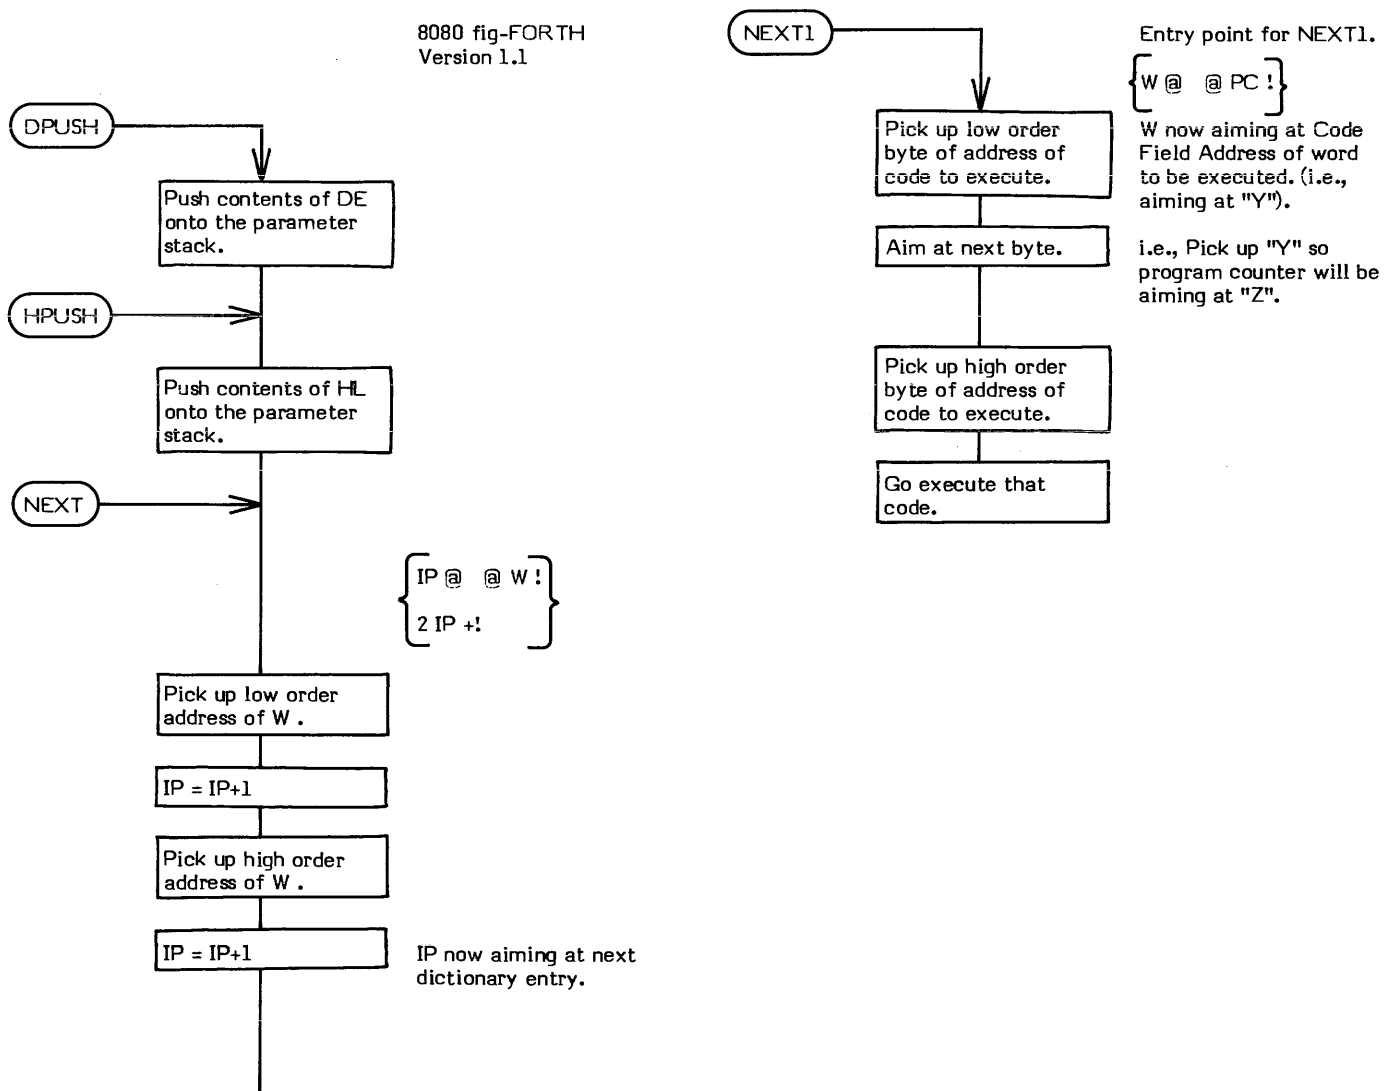 8080 fig-FORTH
Version 1.1
DPUSH
Push contents of DE
onto the parameter
stack.
HPUSH
Push contents of HL
onto the parameter
stack.
NEXT
IP @ @ W !
2 IP +!
Pick up low order
address of W .
IP = IP+1
Pick up high order
address of W .
IP = IP+1
IP now aiming at next
dictionary entry.
NEXT1
Entry point for NEXT1.
W @ @ PC !
Pick up low order
byte of address of
code to execute.
W now aiming at Code
Field Address of word
to be executed. (i.e.,
aiming at "Y").
Aim at next byte.
i.e., Pick up "Y" so
program counter will be
aiming at "Z".
Pick up high order
byte of address of
code to execute.
Go execute that
code.